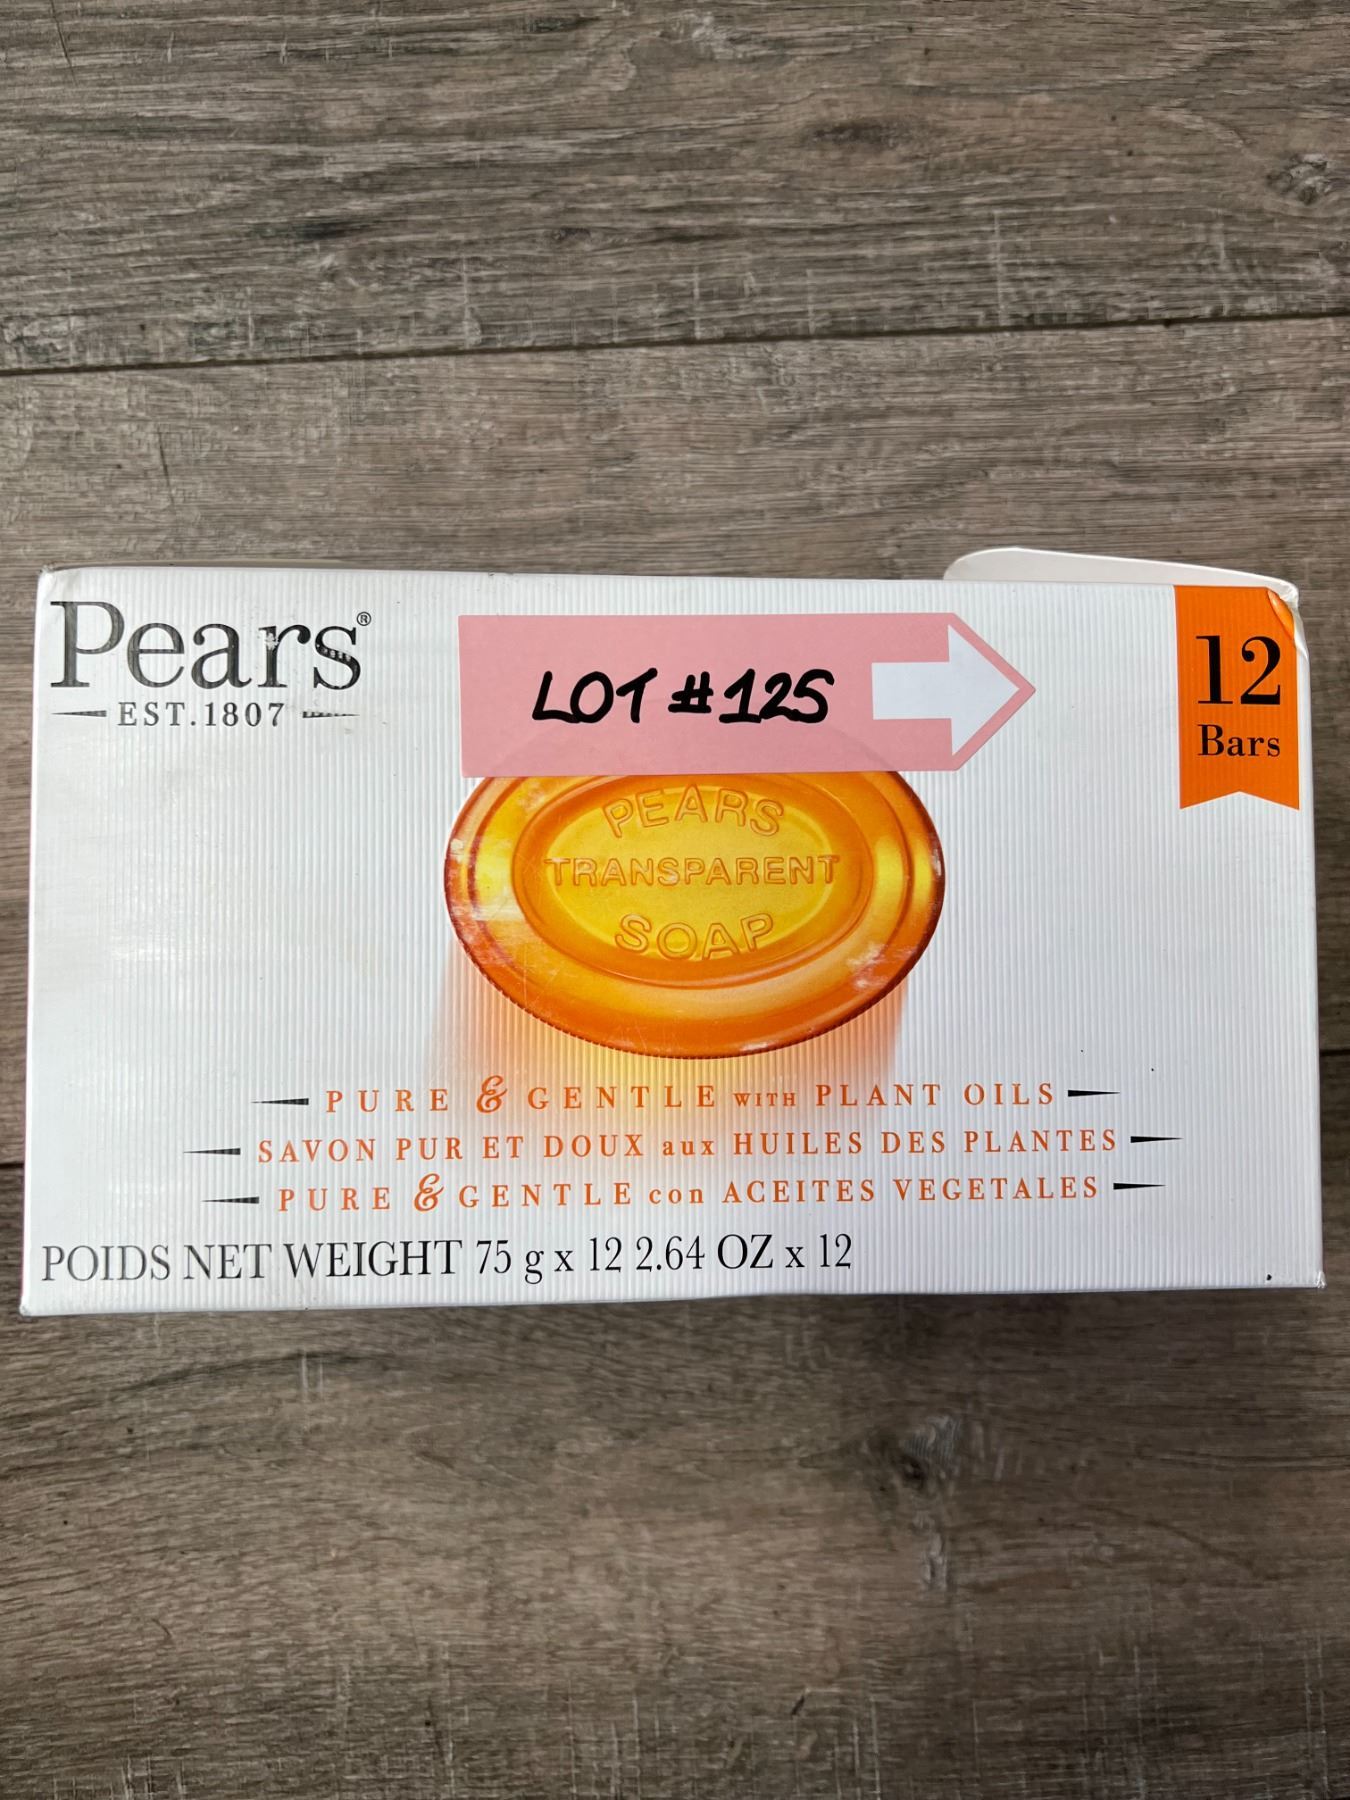 Pears®
EST.1807
LOT #125
12
Bars
PEARS
TRANSPARENT
SOAP
PURE & GENTLE WITH PLANT OILS
SAVON PUR ET DOUX aux HUILES DES PLANTES
PURE & GENTLE con ACEITES VEGETALES
POIDS NET WEIGHT 75 g x 12 2.64 OZ x 12